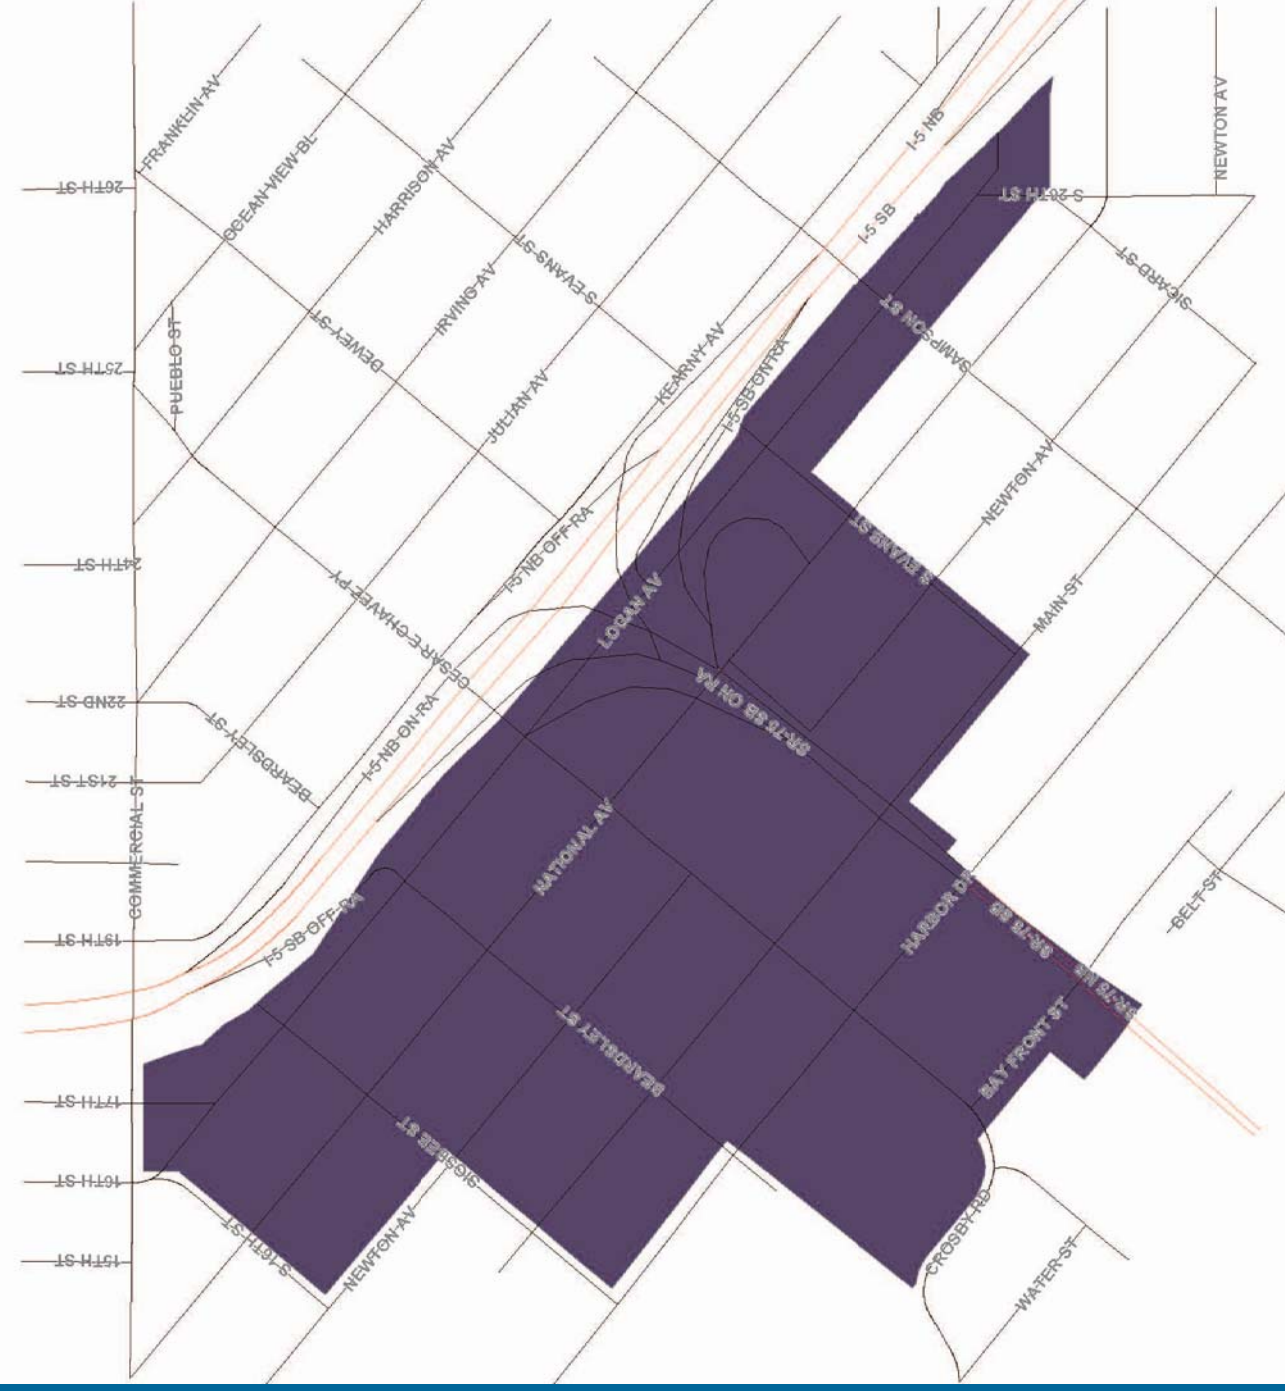 FRANKLIN AV
NEWTON AV
I-5 NB
OCEAN VIEW BL
HARRISON AV
26TH ST
S 26TH ST
I-5 SB
S EVANS ST
SICARD ST
IRVING AV
DEWEY ST
SAMPSON ST
PUEBLO ST
25TH ST
KEARNY AV
I-5 SB ON RA
JULIAN AV
NEWTON AV
I-5 NB OFF RA
S EVANS ST
24TH ST
CESAR E CHAVEZ PY
LOGAN AV
MAIN ST
22ND ST
BEARDSLEY ST
I-5 NB ON RA
SR-75 SB ON RA
21ST ST
COMMERCIAL ST
NATIONAL AV
HARBOR DR
BELT ST
19TH ST
I-5 SB OFF RA
SR-75 SB
SR-75 NB
BAY FRONT ST
BEARDSLEY ST
17TH ST
SIGSBEE ST
16TH ST
S 16TH ST
NEWTON AV
CROSBY RD
WATER ST
15TH ST